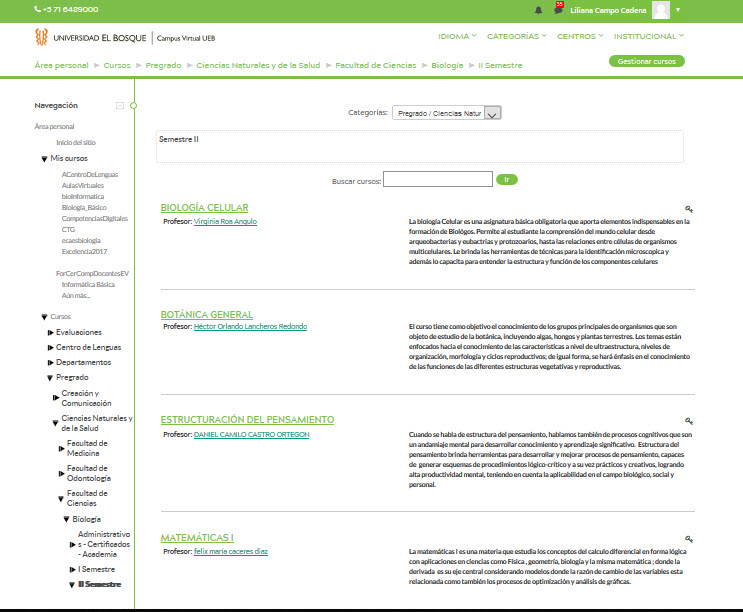 +5 71 6489000
Liliana Campo Cadena
UNIVERSIDAD EL BOSQUE | Campus Virtual UEB
IDIOMA CATEGORÍAS CENTROS INSTITUCIONAL
Área personal ► Cursos ► Pregrado ► Ciencias Naturales y de la Salud ► Facultad de Ciencias ► Biología ► II Semestre
Gestionar cursos
Navegación
Área personal
Inicio del sitio
Mis cursos
ACentroDeLenguas
AulasVirtuales
bioinformatica
Biología_Básico
CompetenciasDigitales
CTG
ecaesbiologia
Excelencia2017
ForCerCompDocentesEV
Informática Básica
Aún más...
Cursos
Evaluaciones
Centro de Lenguas
Departamentos
Pregrado
Creación y
Comunicación
Ciencias Naturales y
de la Salud
Facultad de
Medicina
Facultad de
Odontología
Facultad de
Ciencias
Biología
Administrativo
s - Certificados
- Academia
I Semestre
II Semestre
Categorías: Pregrado / Ciencias Natur
Semestre II
Buscar cursos: Ir
BIOLOGÍA CELULAR
Profesor: Virginia Roa Angulo
La biología Celular es una asignatura básica obligatoria que aporta elementos indispensables en la
formación de Biólogos. Permite al estudiante la comprensión del mundo celular desde
arqueobacterias y eubactrias y protozoarios, hasta las relaciones entre células de organismos
multicelulares. Le brinda las herramientas de técnicas para la identificación microscopica y
además lo capacita para entender la estructura y función de los componentes celulares
BOTÁNICA GENERAL
Profesor: Héctor Orlando Lancheros Redondo
El curso tiene como objetivo el conocimiento de los grupos principales de organismos que son
objeto de estudio de la botánica, incluyendo algas, hongos y plantas terrestres. Los temas están
enfocados hacia el conocimiento de las características a nivel de ultraestructura, niveles de
organización, morfología y ciclos reproductivos; de igual forma, se hará énfasis en el conocimiento
de las funciones de las diferentes estructuras vegetativas y reproductivas.
ESTRUCTURACIÓN DEL PENSAMIENTO
Profesor: DANIEL CAMILO CASTRO ORTEGON
Cuando se habla de estructura del pensamiento, hablamos también de procesos cognitivos que son
un andamiaje mental para desarrollar conocimiento y aprendizaje significativo. Estructura del
pensamiento brinda herramientas para desarrollar y mejorar procesos de pensamiento, capaces
de generar esquemas de procedimientos lógico-crítico y a su vez prácticos y creativos, logrando
alta productividad mental, teniendo en cuenta la aplicabilidad en el campo biológico, social y
personal.
MATEMÁTICAS I
Profesor: felix maria caceres diaz
La matemáticas I es una materia que estudia los conceptos del calculo diferencial en forma lógica
con aplicaciones en ciencias como Física , geometría, biología y la misma matemática ; donde la
derivada es su eje central considerando modelos donde la razón de cambio de las variables esta
relacionada como también los procesos de optimización y análisis de gráficas.